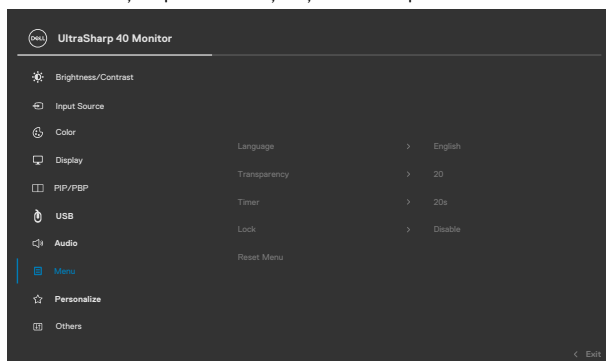 DELL
UltraSharp 40 Monitor
Brightness/Contrast
Input Source
Color
Display
PIP/PBP
USB
Audio
Menu
Personalize
Others
Language > English
Transparency > 20
Timer > 20s
Lock > Disable
Reset Menu
< Exit